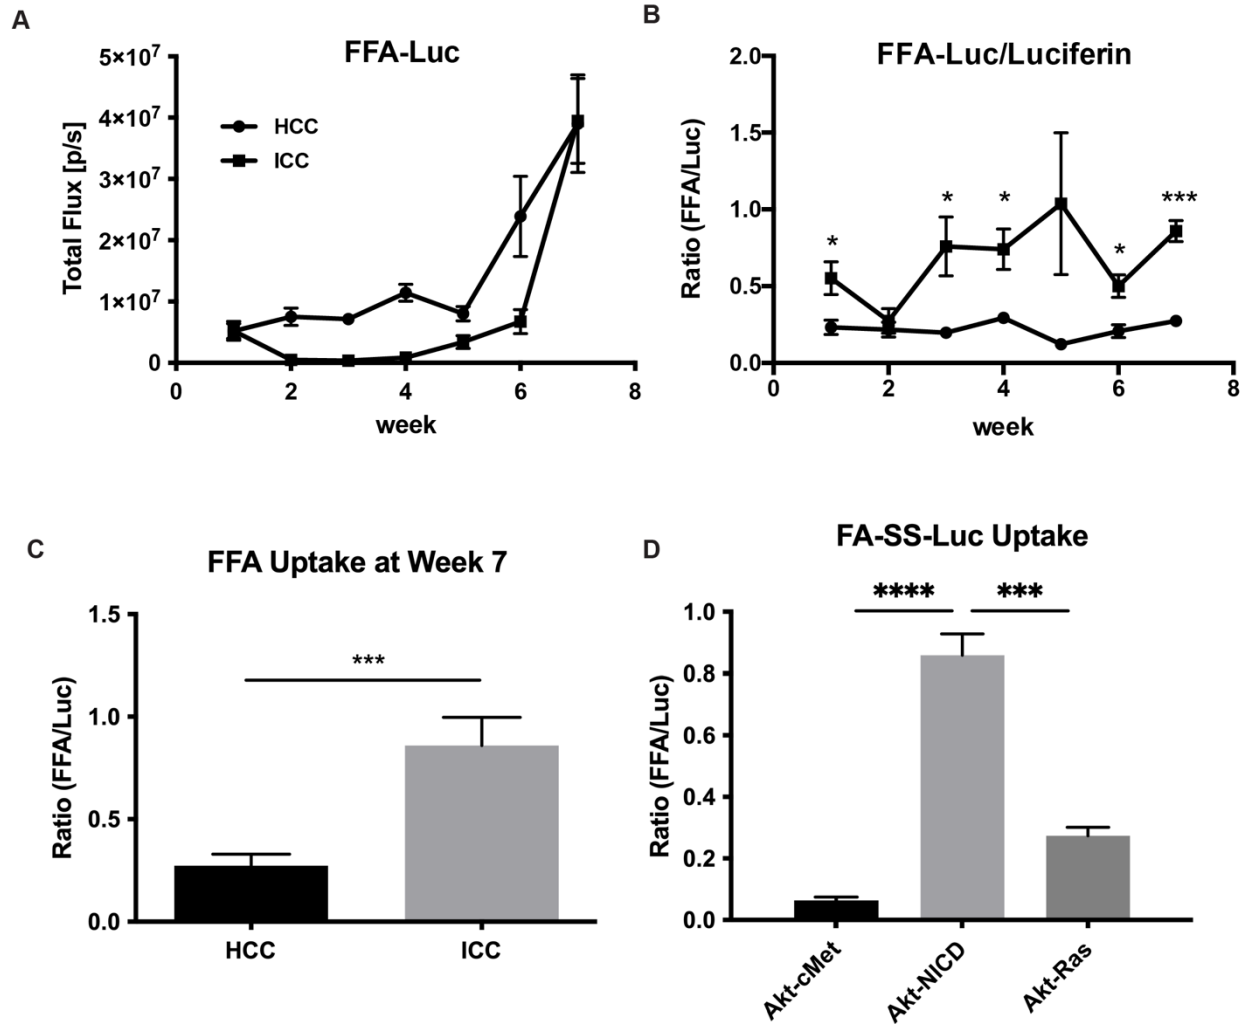 A
FFA-Luc
5×10⁷
4×10⁷
3×10⁷
2×10⁷
1×10⁷
0
Total Flux [p/s]
HCC
ICC
0 2 4 6 8
week
B
FFA-Luc/Luciferin
2.0
1.5
1.0
0.5
0.0
Ratio (FFA/Luc)
* * * * ***
0 2 4 6 8
week
C
FFA Uptake at Week 7
1.5
1.0
0.5
0.0
Ratio (FFA/Luc)
***
HCC ICC
D
FA-SS-Luc Uptake
**** ***
1.0
0.8
0.6
0.4
0.2
0.0
Ratio (FFA/Luc)
Akt-cMet
Akt-NICD
Akt-Ras